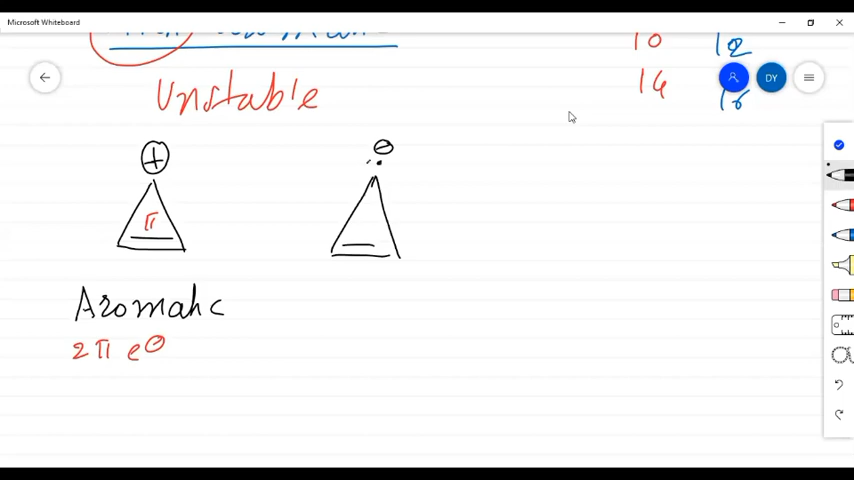 Microsoft Whiteboard
10 12
Unstable
14
DY
16
+
π
Aromatic
2π e⊖